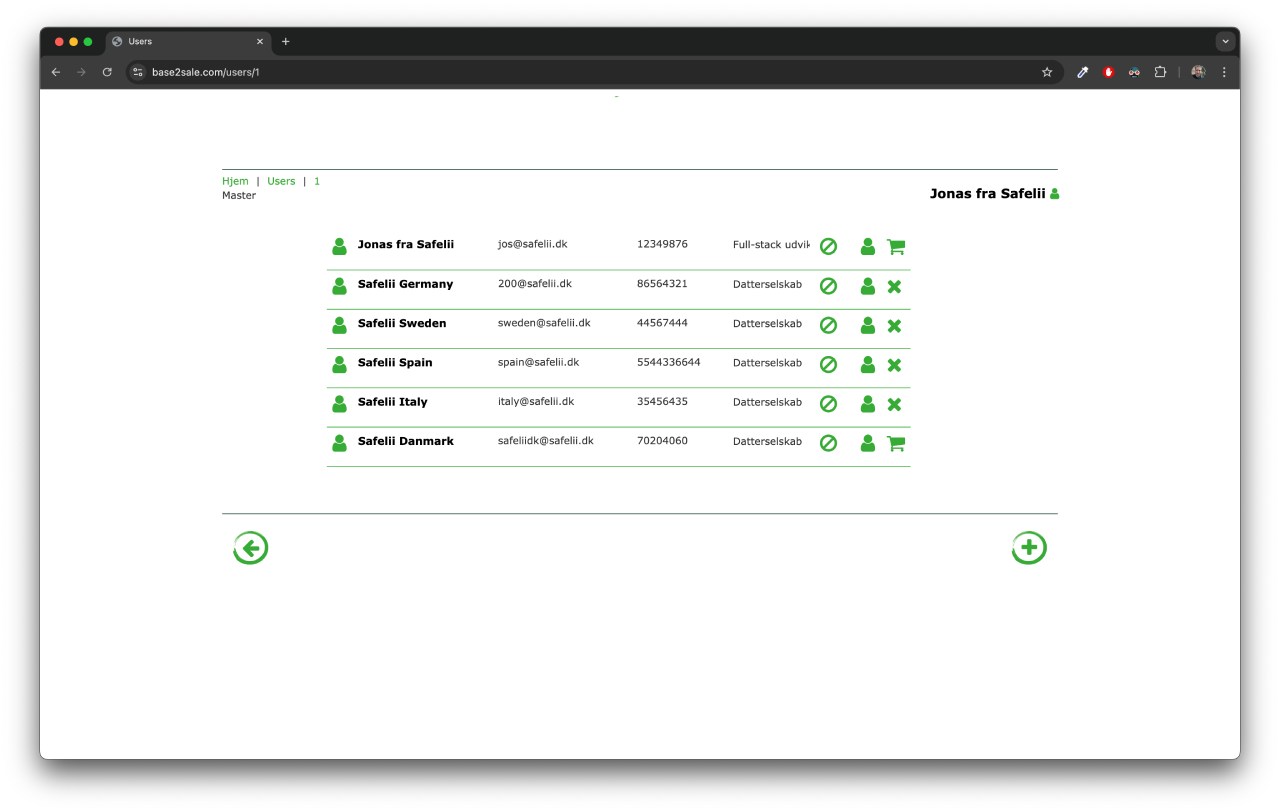 Users
base2sale.com/users/1
Hjem | Users | 1
Master
Jonas fra Safelii
Jonas fra Safelii jos@safelii.dk 12349876 Full-stack udvik
Safelii Germany 200@safelii.dk 86564321 Datterselskab
Safelii Sweden sweden@safelii.dk 44567444 Datterselskab
Safelii Spain spain@safelii.dk 5544336644 Datterselskab
Safelii Italy italy@safelii.dk 35456435 Datterselskab
Safelii Danmark safeliidk@safelii.dk 70204060 Datterselskab